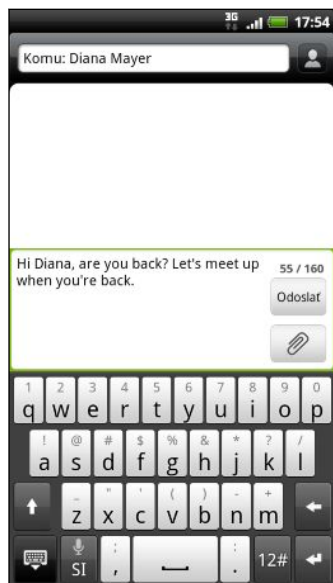 3G 17:54
Komu: Diana Mayer
Hi Diana, are you back? Let's meet up
when you're back.
55 / 160
Odoslať
1 2 3 4 5 6 7 8 9 0
q w e r t y u i o p
! @ # $ % & * ? /
a s d f g h j k l
_ " ' ( ) - +
z x c v b n m
SI , ; . : 12#